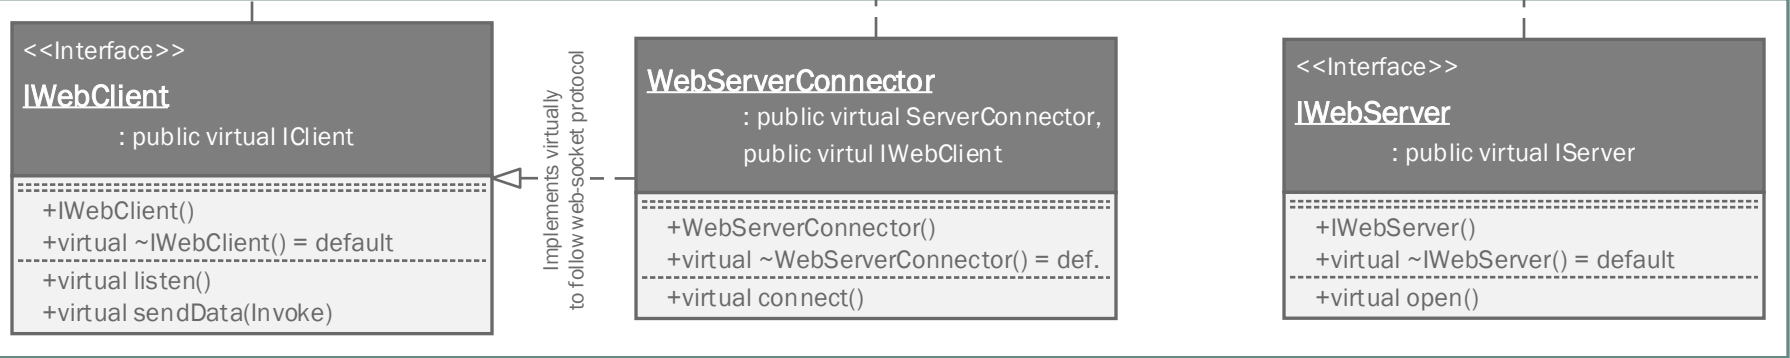 <<Interface>>
IWebClient
: public virtual IClient
+IWebClient()
+virtual ~IWebClient() = default
+virtual listen()
+virtual sendData(Invoke)
Implements virtually
to follow web-socket protocol
WebServerConnector
: public virtual ServerConnector,
public virtul IWebClient
+WebServerConnector()
+virtual ~WebServerConnector() = def.
+virtual connect()
<<Interface>>
IWebServer
: public virtual IServer
+IWebServer()
+virtual ~IWebServer() = default
+virtual open()